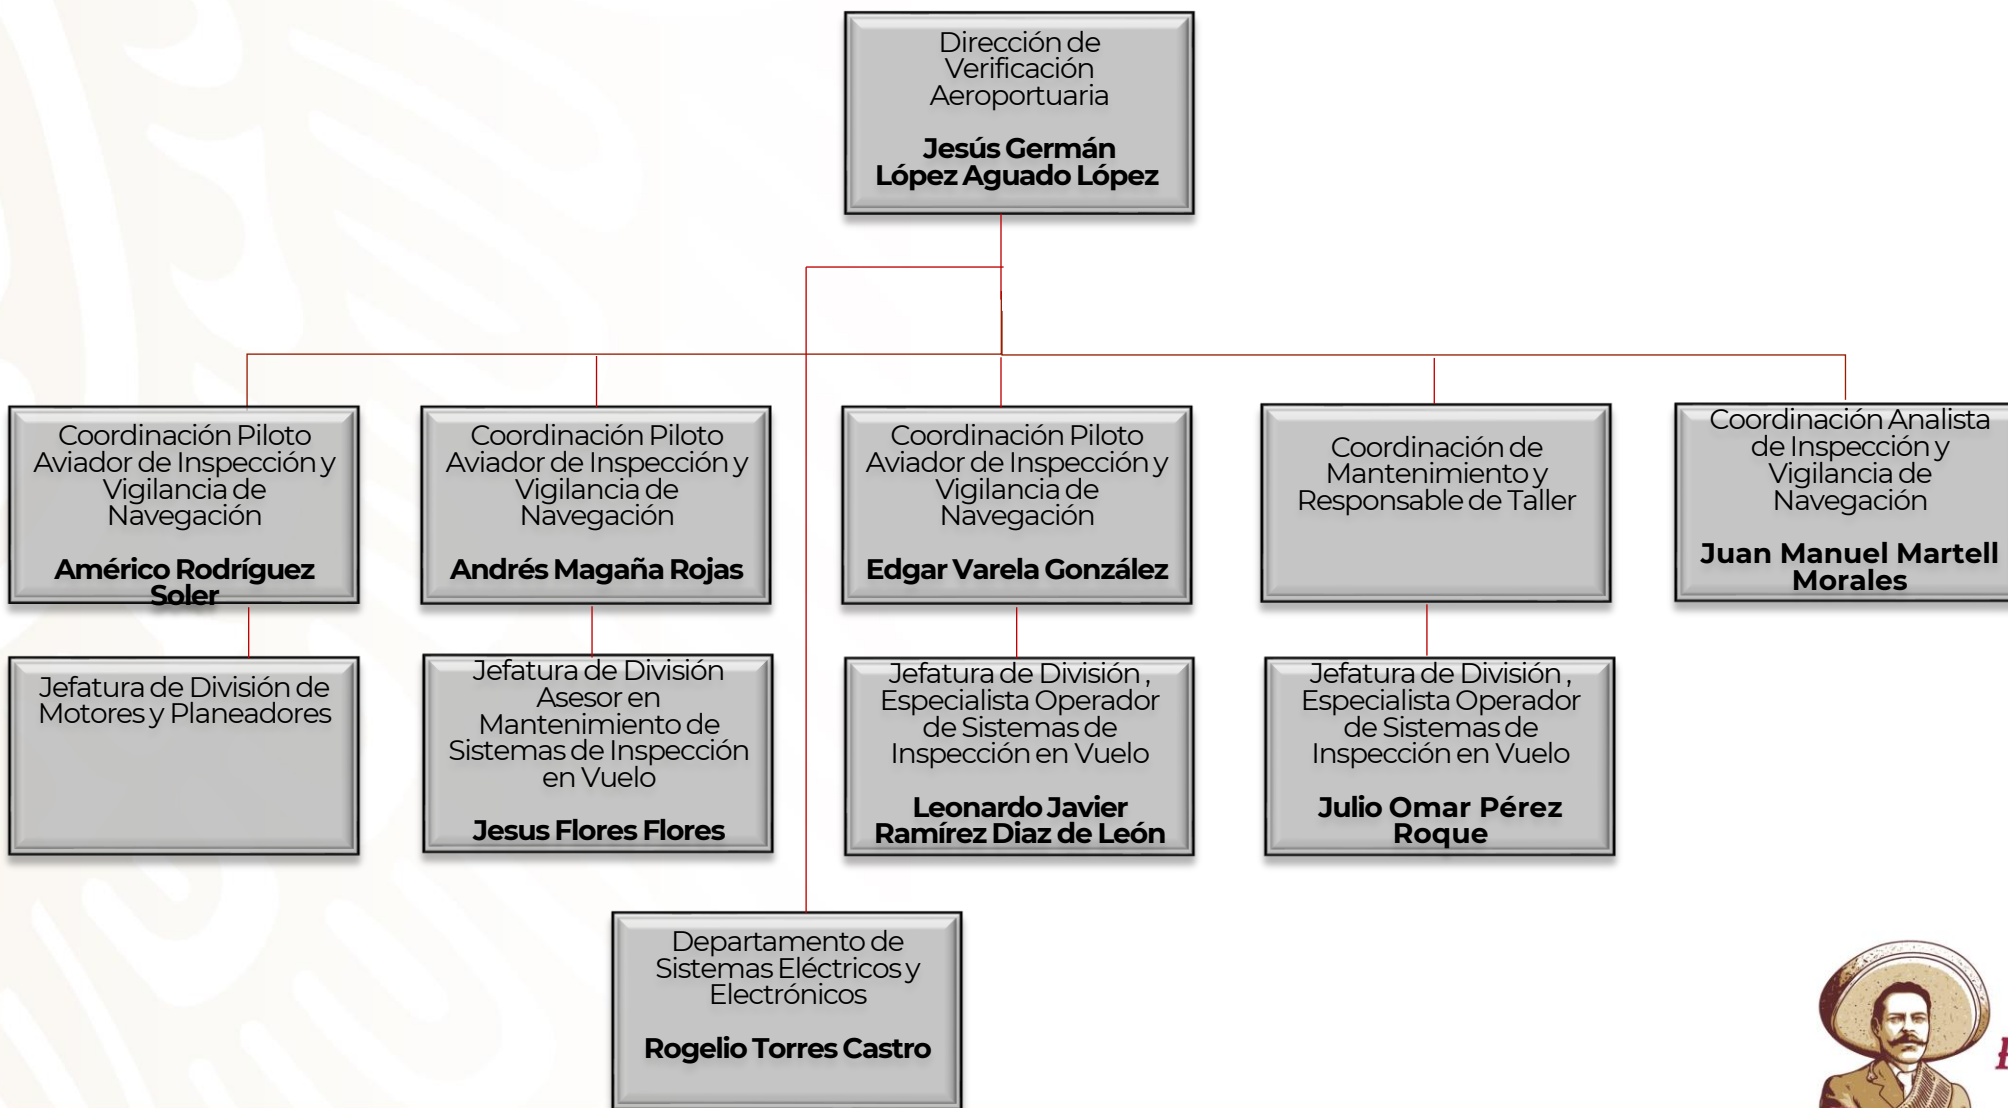 Dirección de
Verificación
Aeroportuaria
Jesús Germán
López Aguado López
Coordinación Piloto
Aviador de Inspección y
Vigilancia de
Navegación
Américo Rodríguez
Soler
Coordinación Piloto
Aviador de Inspección y
Vigilancia de
Navegación
Andrés Magaña Rojas
Coordinación Piloto
Aviador de Inspección y
Vigilancia de
Navegación
Edgar Varela González
Coordinación de
Mantenimiento y
Responsable de Taller
Coordinación Analista
de Inspección y
Vigilancia de
Navegación
Juan Manuel Martell
Morales
Jefatura de División de
Motores y Planeadores
Jefatura de División
Asesor en
Mantenimiento de
Sistemas de Inspección
en Vuelo
Jesus Flores Flores
Jefatura de División ,
Especialista Operador
de Sistemas de
Inspección en Vuelo
Leonardo Javier
Ramírez Diaz de León
Jefatura de División ,
Especialista Operador
de Sistemas de
Inspección en Vuelo
Julio Omar Pérez
Roque
Departamento de
Sistemas Eléctricos y
Electrónicos
Rogelio Torres Castro